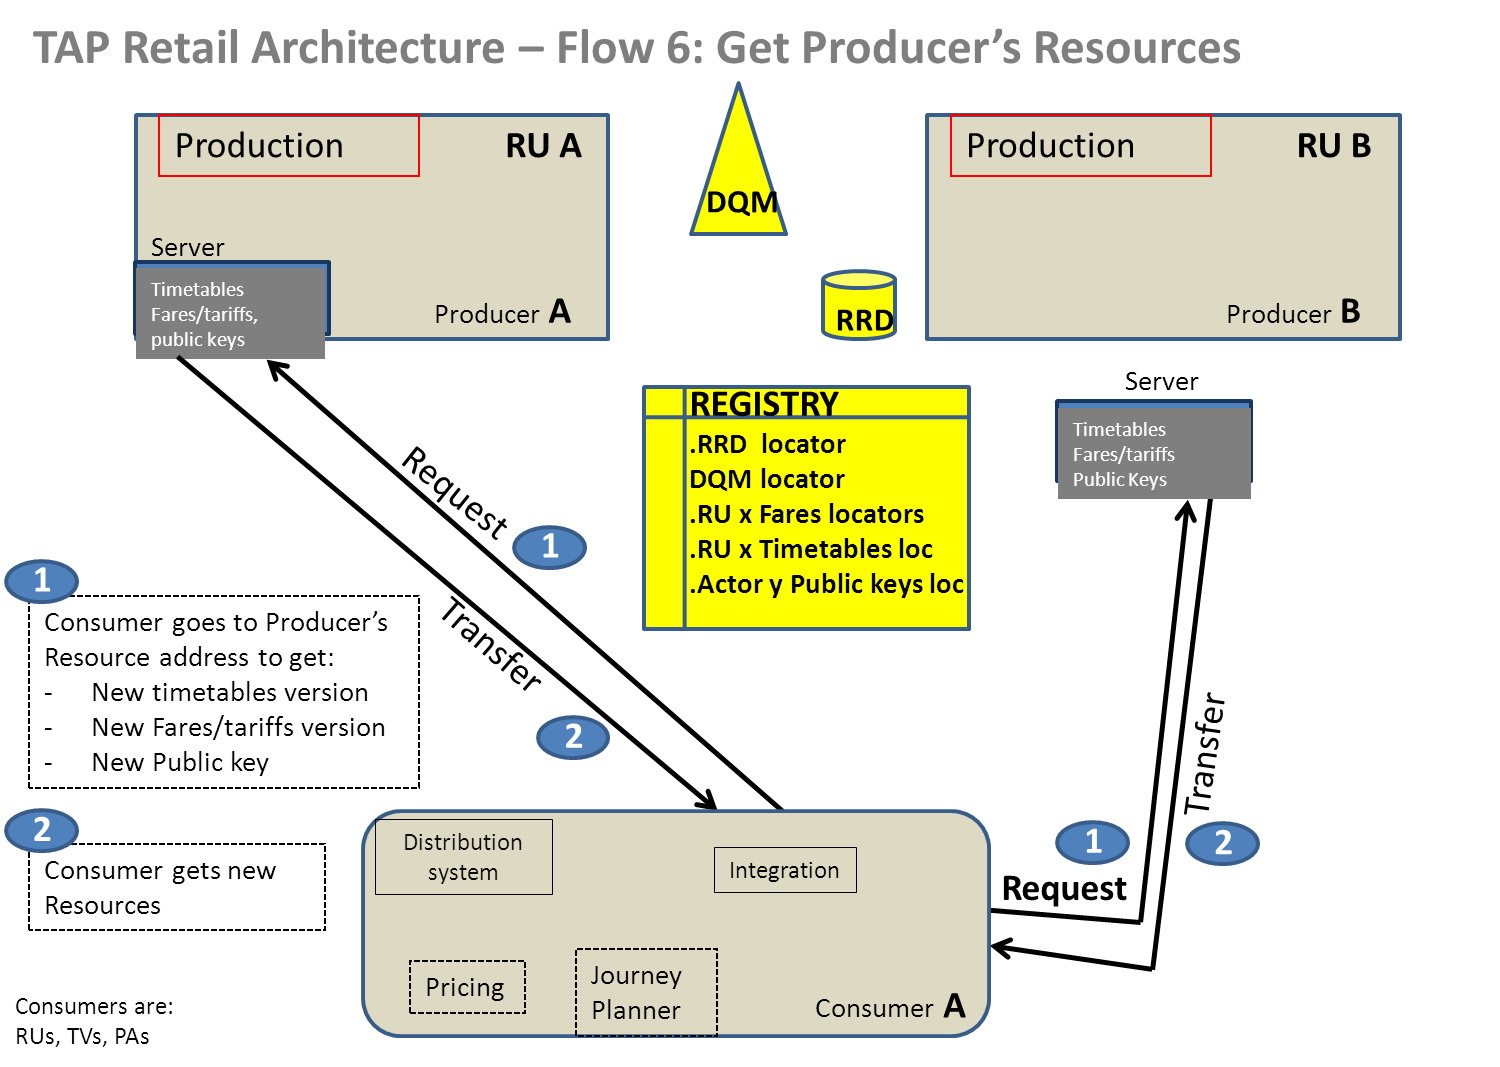 TAP Retail Architecture – Flow 6: Get Producer’s Resources
Production
RU A
DQM
Production
RU B
Server
Timetables
Fares/tariffs,
public keys
Producer A
RRD
Producer B
Server
Timetables
Fares/tariffs
Public Keys
REGISTRY
.RRD  locator
DQM locator
.RU x Fares locators
.RU x Timetables loc
.Actor y Public keys loc
Request
1
Transfer
2
1
Consumer goes to Producer’s
Resource address to get:
- New timetables version
- New Fares/tariffs version
- New Public key
2
Consumer gets new
Resources
Transfer
1
2
Request
Distribution
system
Integration
Pricing
Journey
Planner
Consumer A
Consumers are:
RUs, TVs, PAs